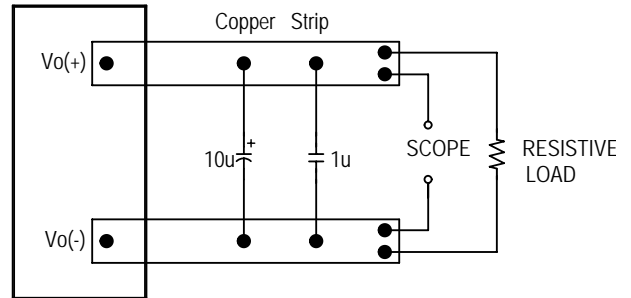 Copper Strip
Vo(+)
10u
+
1u
SCOPE
RESISTIVE
LOAD
Vo(-)